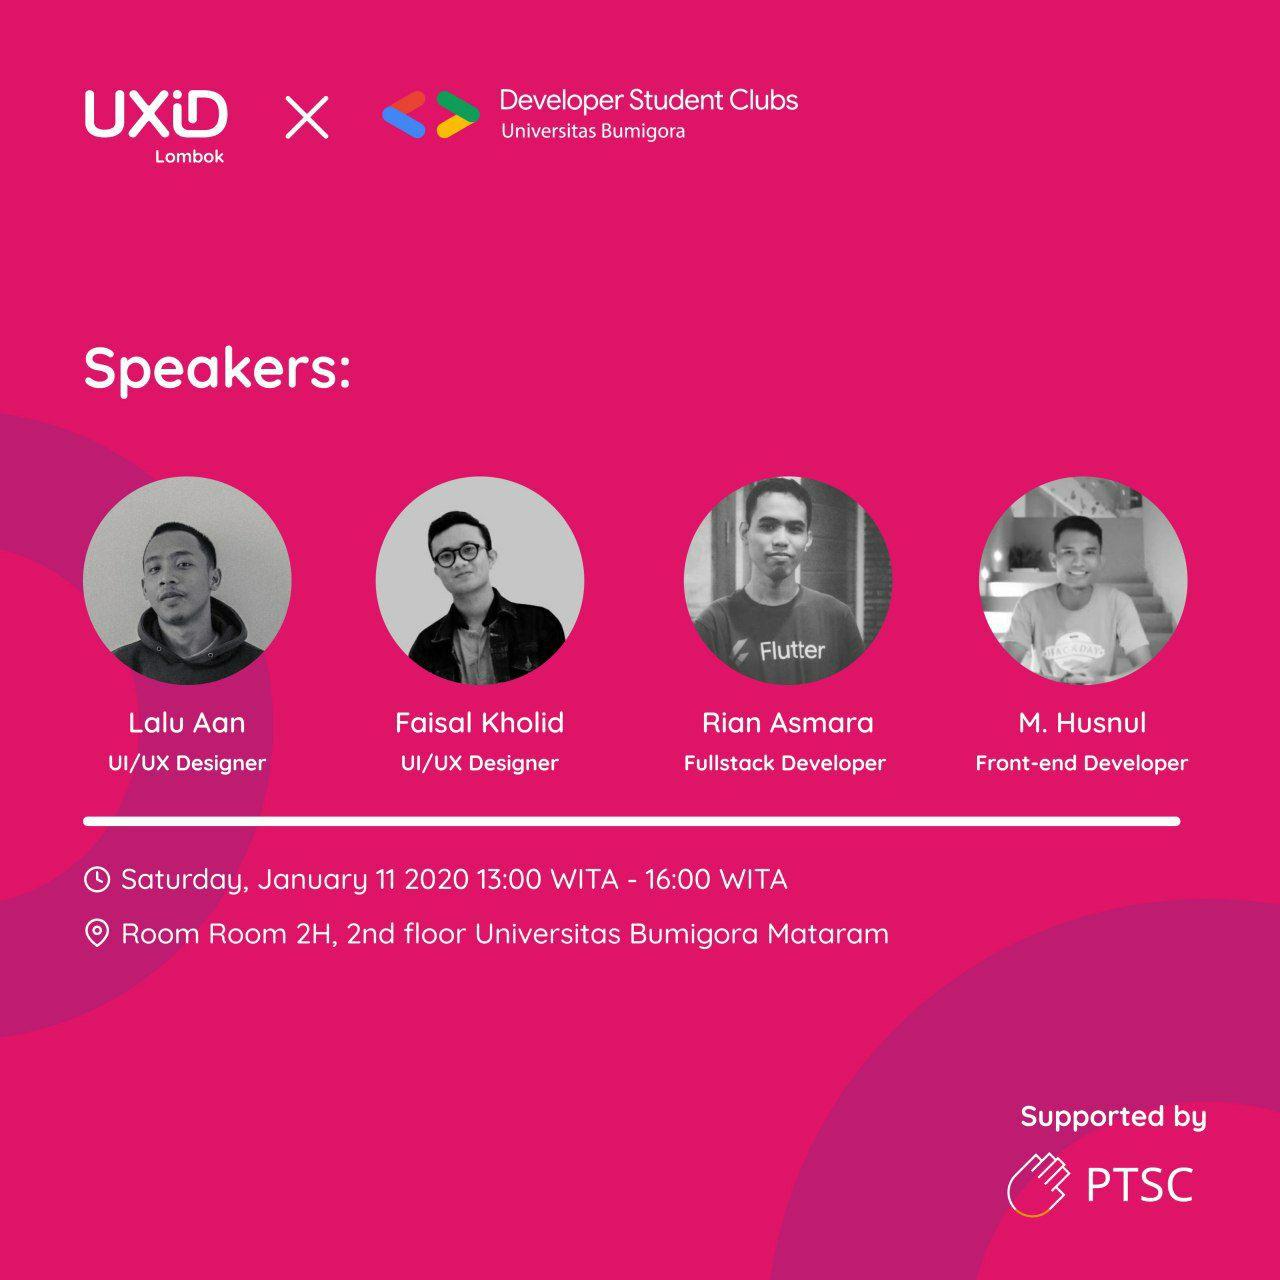 UXiD
Lombok
Developer Student Clubs
Universitas Bumigora
Speakers:
Flutter
Lalu Aan
UI/UX Designer
Faisal Kholid
UI/UX Designer
Rian Asmara
Fullstack Developer
M. Husnul
Front-end Developer
Saturday, January 11 2020 13:00 WITA - 16:00 WITA
Room Room 2H, 2nd floor Universitas Bumigora Mataram
Supported by
PTSC